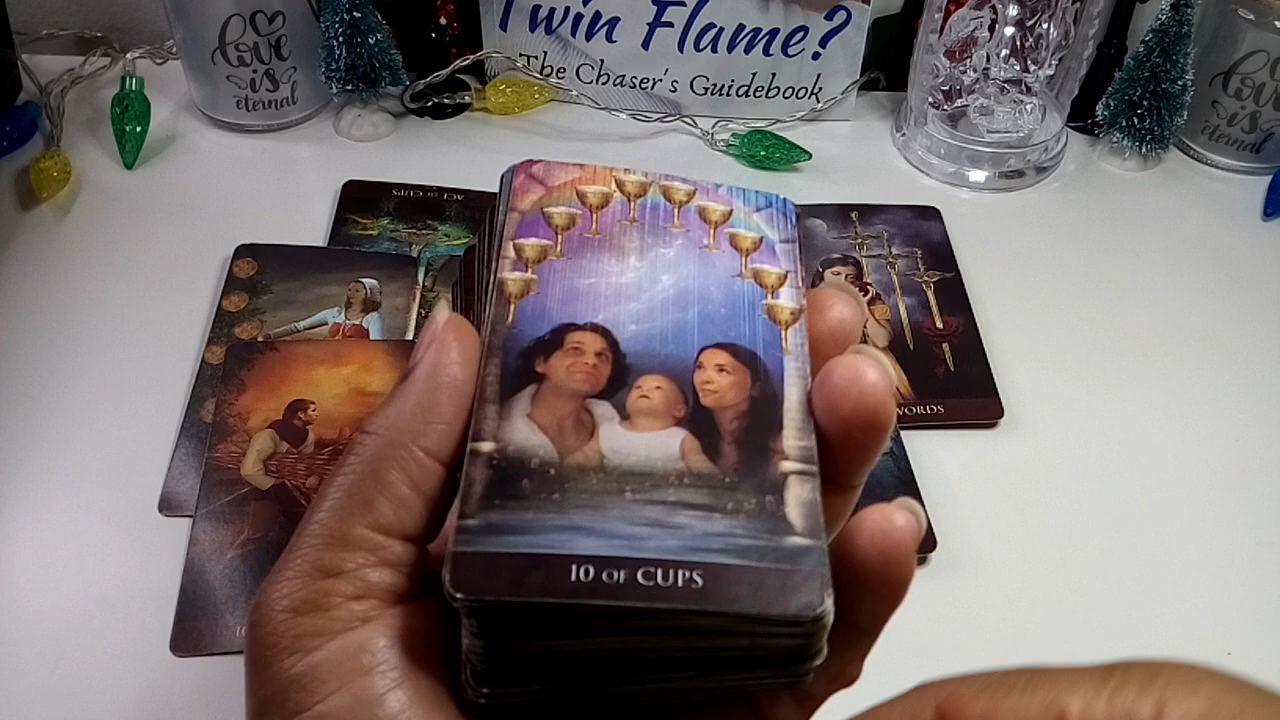 Twin Flame?
The Chaser's Guidebook
love
is
eternal
love
is
eternal
ACE OF CUPS
WORDS
10 OF CUPS